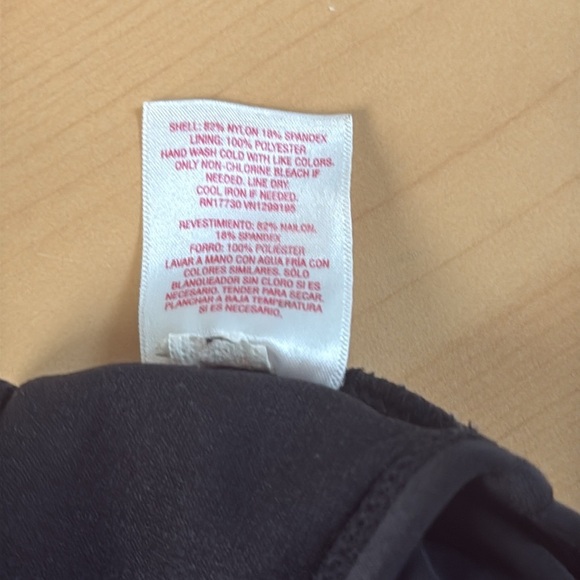 SHELL: 82% NYLON 18% SPANDEX
LINING: 100% POLYESTER
HAND WASH COLD WITH LIKE COLORS.
ONLY NON-CHLORINE BLEACH IF
NEEDED. LINE DRY.
COOL IRON IF NEEDED.
RN17730 VN1299195
REVESTIMIENTO: 82% NAILON,
18% SPANDEX
FORRO: 100% POLIÉSTER
LAVAR A MANO CON AGUA FRÍA CON
COLORES SIMILARES. SÓLO
BLANQUEADOR SIN CLORO SI ES
NECESARIO. TENDER PARA SECAR.
PLANCHAR A BAJA TEMPERATURA
SI ES NECESARIO.